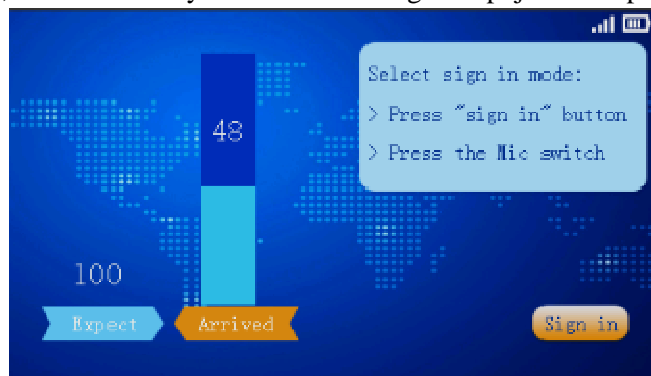 Select sign in mode:
> Press "sign in" button
> Press the Mic switch
48
100
Expect
Arrived
Sign in